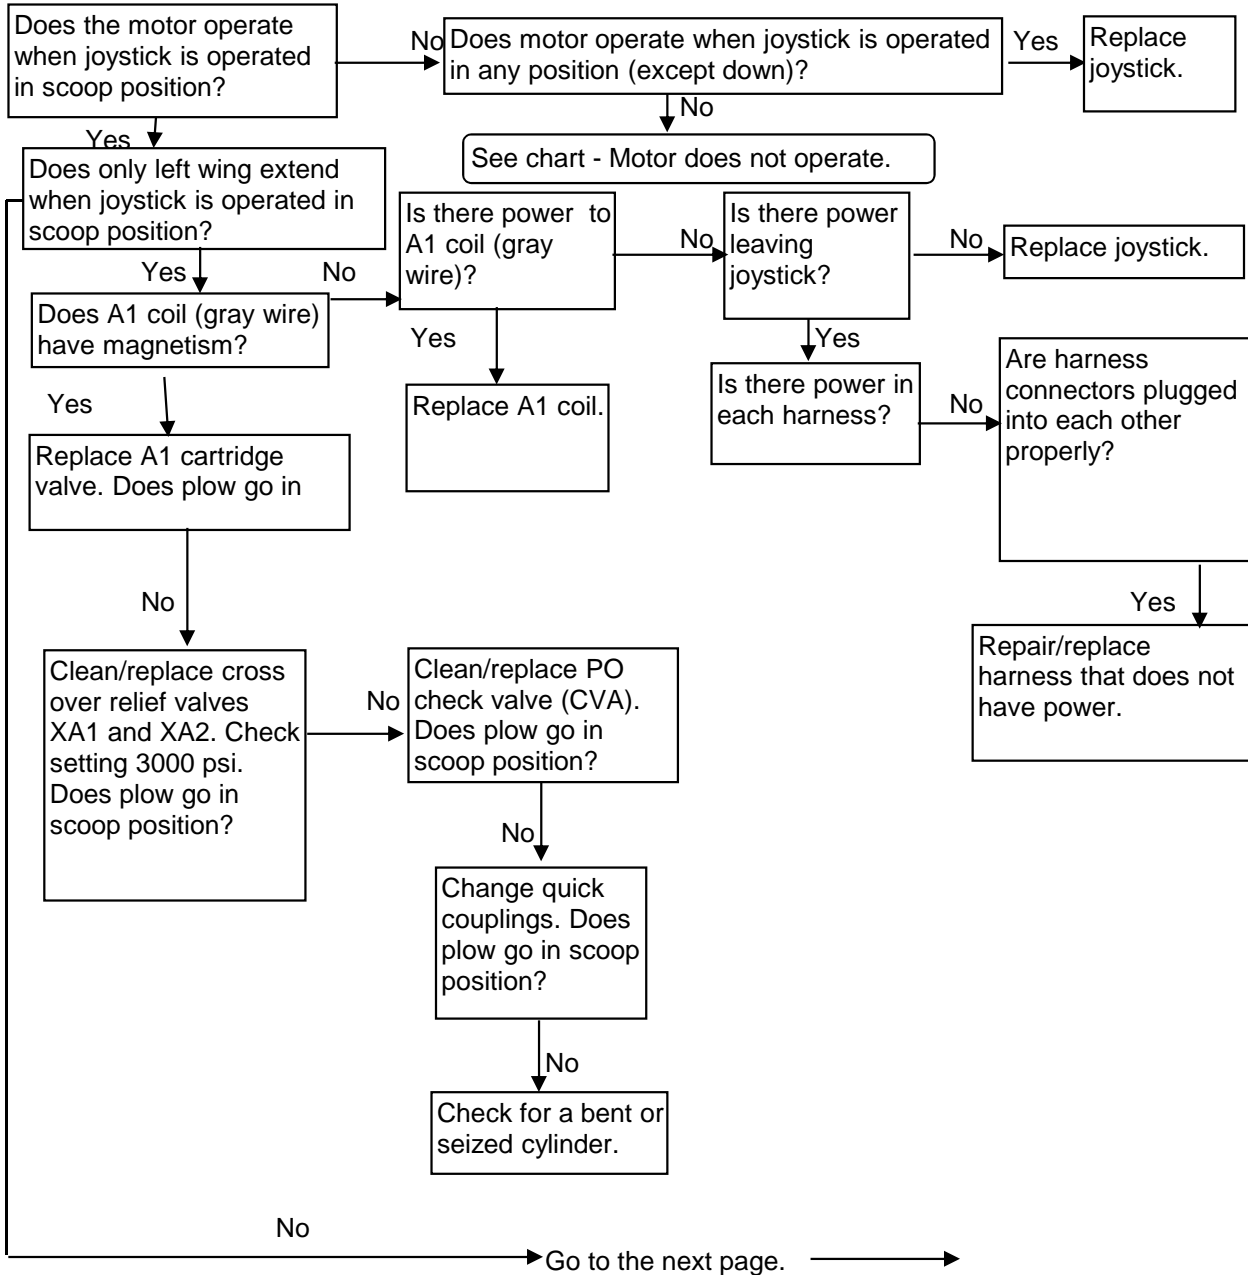 Does the motor operate
when joystick is operated
in scoop position?
No
Does motor operate when joystick is operated
in any position (except down)?
Yes
Replace
joystick.
No
See chart - Motor does not operate.
Yes
Does only left wing extend
when joystick is operated in
scoop position?
Yes
No
Does A1 coil (gray wire)
have magnetism?
Is there power to
A1 coil (gray
wire)?
No
Is there power
leaving
joystick?
No
Replace joystick.
Yes
Replace A1 coil.
Yes
Is there power in
each harness?
No
Are harness
connectors plugged
into each other
properly?
Yes
Repair/replace
harness that does not
have power.
Yes
Replace A1 cartridge
valve. Does plow go in
No
Clean/replace cross
over relief valves
XA1 and XA2. Check
setting 3000 psi.
Does plow go in
scoop position?
No
Clean/replace PO
check valve (CVA).
Does plow go in
scoop position?
No
Change quick
couplings. Does
plow go in scoop
position?
No
Check for a bent or
seized cylinder.
No
Go to the next page.